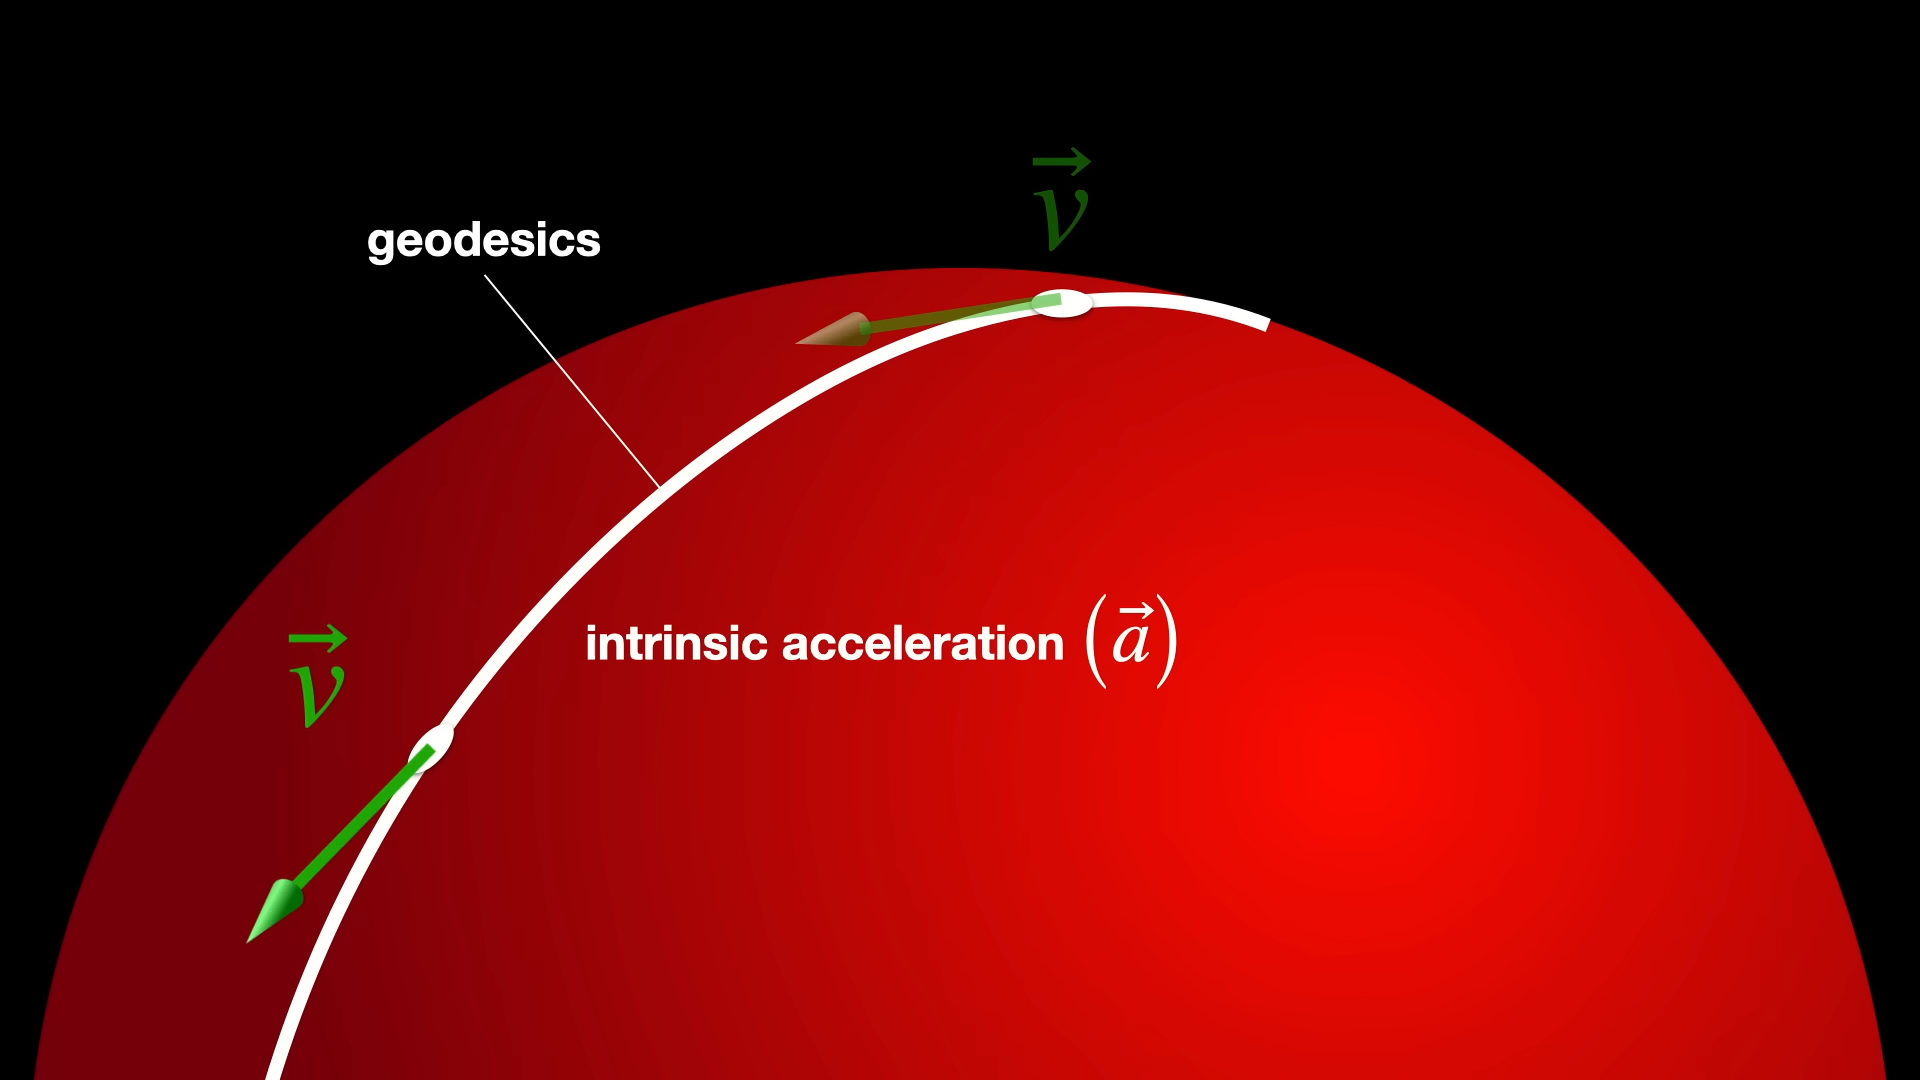 v⃗
geodesics
intrinsic acceleration (a⃗)
v⃗